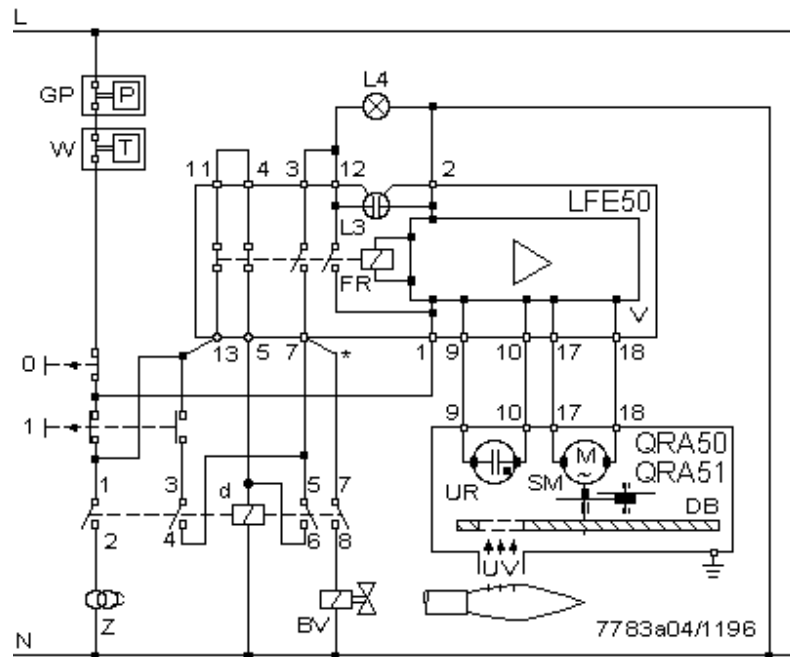 L
L4
GP P
W T
11 4 3 12 2
LFE50
L3
FR
V
13 5 7 * 1 9 10 17 18
0
1
9 10 17 18
QRA50
QRA51
M
~
UR SM
DB
1 3 d 5 7
2 4 6 8
UV
Z BV
7783a04/1196
N